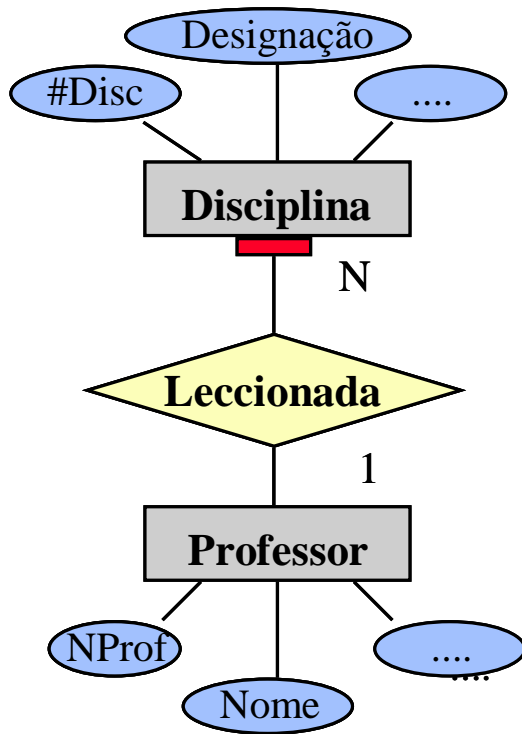 Designação
#Disc
....
Disciplina
N
Leccionada
1
Professor
NProf
....
....
Nome